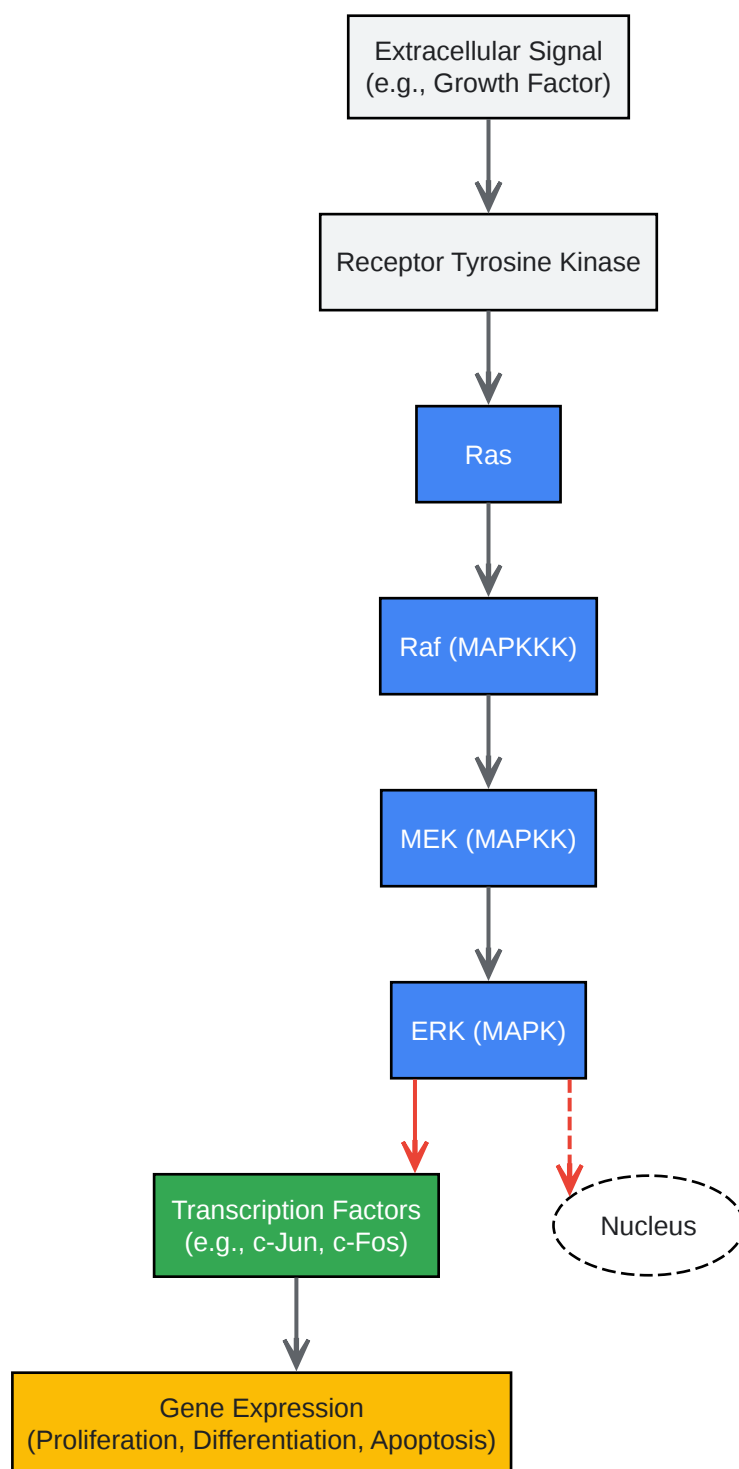 Extracellular Signal
(e.g., Growth Factor)
Receptor Tyrosine Kinase
Ras
Raf (MAPKKK)
MEK (MAPKK)
ERK (MAPK)
Transcription Factors
(e.g., c-Jun, c-Fos)
Nucleus
Gene Expression
(Proliferation, Differentiation, Apoptosis)